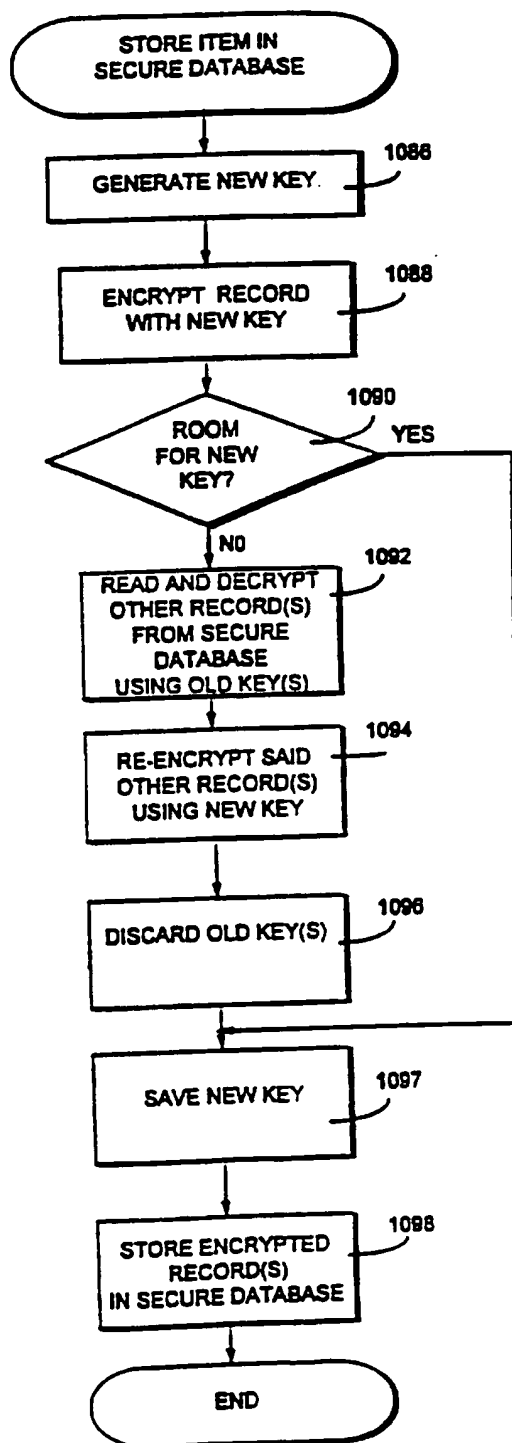 STORE ITEM IN
SECURE DATABASE
1086
GENERATE NEW KEY
1088
ENCRYPT RECORD
WITH NEW KEY
1090
ROOM
FOR NEW
KEY?
YES
NO
1092
READ AND DECRYPT
OTHER RECORD(S)
FROM SECURE
DATABASE
USING OLD KEY(S)
1094
RE-ENCRYPT SAID
OTHER RECORD(S)
USING NEW KEY
1096
DISCARD OLD KEY(S)
1097
SAVE NEW KEY
1098
STORE ENCRYPTED
RECORD(S)
IN SECURE DATABASE
END